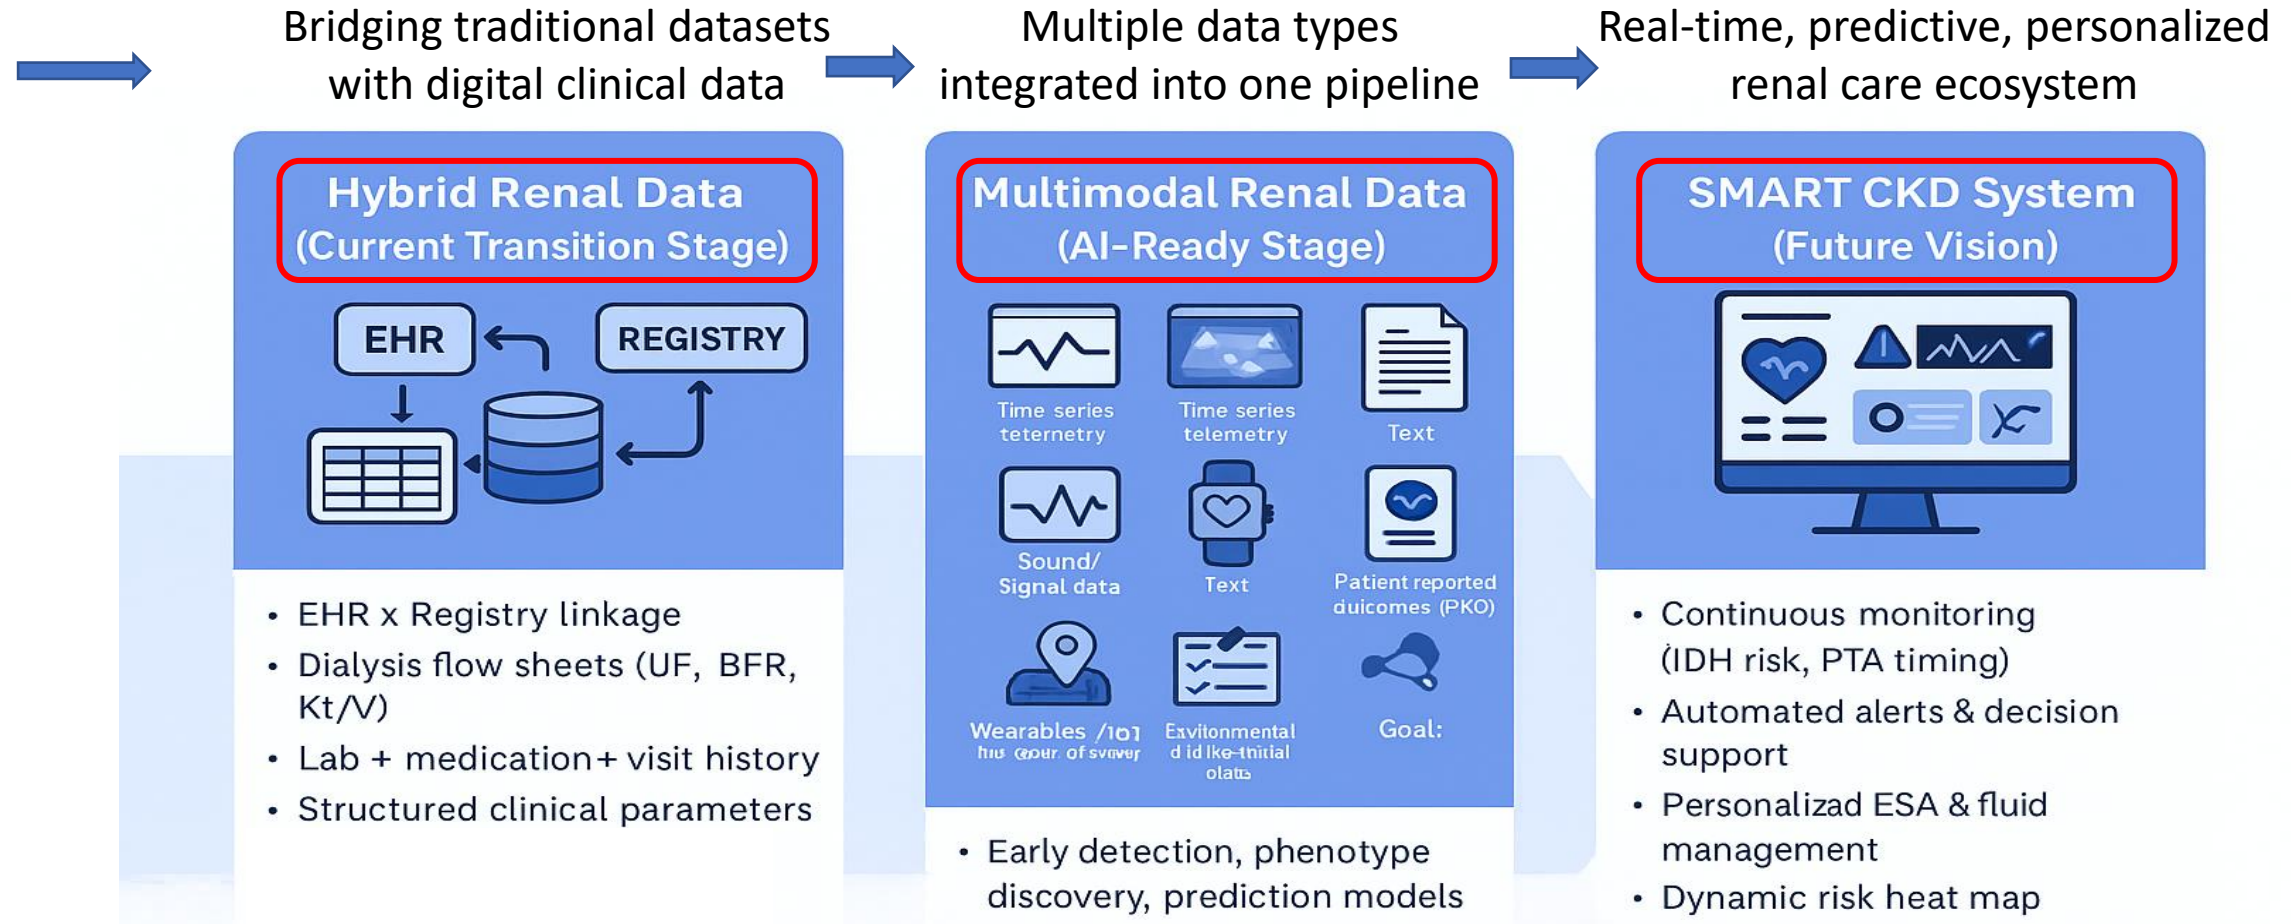 Bridging traditional datasets
with digital clinical data
Multiple data types
integrated into one pipeline
Real-time, predictive, personalized
renal care ecosystem
Hybrid Renal Data
(Current Transition Stage)
EHR
REGISTRY
• EHR x Registry linkage
• Dialysis flow sheets (UF, BFR,
Kt/V)
• Lab + medication+ visit history
• Structured clinical parameters
Multimodal Renal Data
(AI-Ready Stage)
Time series
teternetry
Time series
telemetry
Text
Sound/
Signal data
Text
Patient reported
duicomes (PKO)
Wearables
of
Exvitonmental
Goal:
• Early detection, phenotype
discovery, prediction models
SMART CKD System
(Future Vision)
• Continuous monitoring
(IDH risk, PTA timing)
• Automated alerts & decision
support
• Personalizad ESA & fluid
management
• Dynamic risk heat map